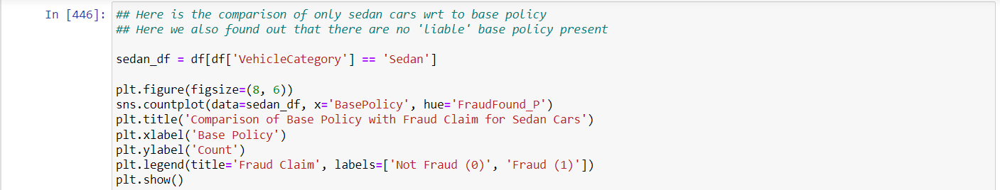 In [446]: ## Here is the comparison of only sedan cars wrt to base policy
## Here we also found out that there are no 'liable' base policy present
sedan_df = df[df['VehicleCategory'] == 'Sedan']
plt.figure(figsize=(8, 6))
sns.countplot(data=sedan_df, x='BasePolicy', hue='FraudFound_P')
plt.title('Comparison of Base Policy with Fraud Claim for Sedan Cars')
plt.xlabel('Base Policy')
plt.ylabel('Count')
plt.legend(title='Fraud Claim', labels=['Not Fraud (0)', 'Fraud (1)'])
plt.show()